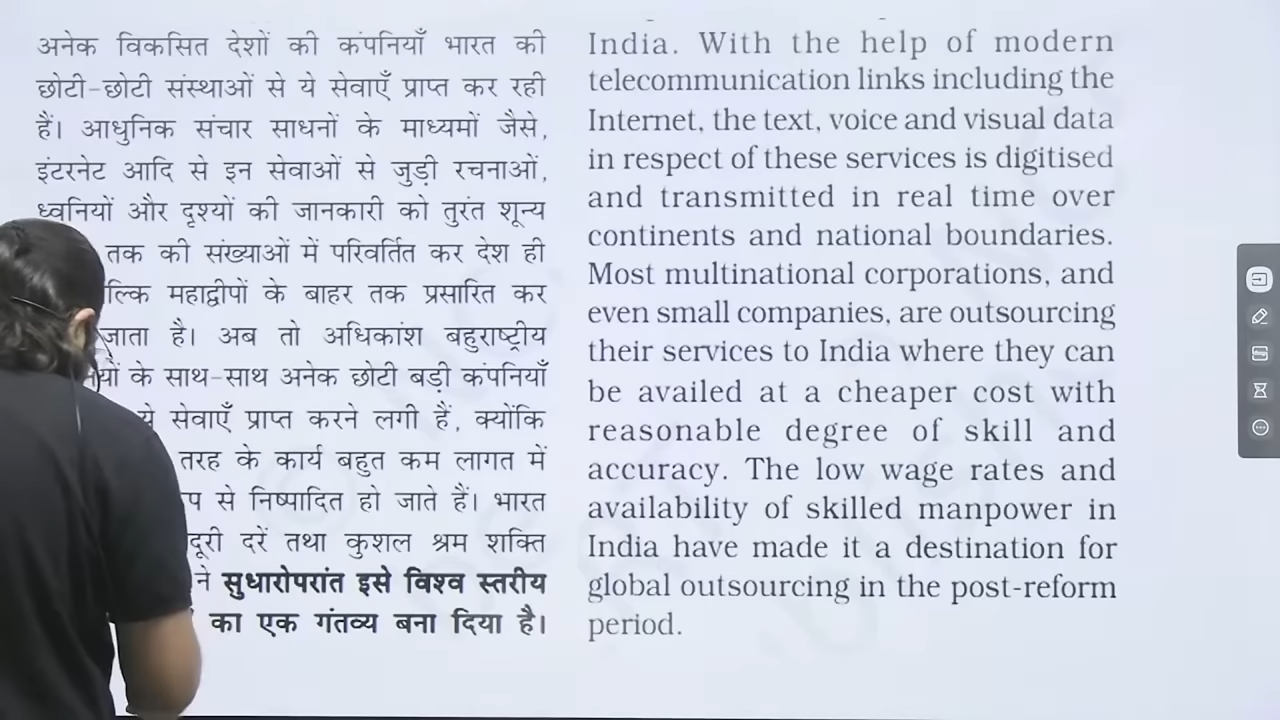 अनेक विकसित देशों की कंपनियाँ भारत की
छोटी-छोटी संस्थाओं से ये सेवाएँ प्राप्त कर रही
हैं। आधुनिक संचार साधनों के माध्यमों जैसे,
इंटरनेट आदि से इन सेवाओं से जुड़ी रचनाओं,
ध्वनियों और दृश्यों की जानकारी को तुरंत शून्य
तक की संख्याओं में परिवर्तित कर देश ही
महाद्वीपों के बाहर तक प्रसारित कर
जाता है। अब तो अधिकांश बहुराष्ट्रीय
के साथ-साथ अनेक छोटी बड़ी कंपनियाँ
ये सेवाएँ प्राप्त करने लगी हैं, क्योंकि
तरह के कार्य बहुत कम लागत में
से निष्पादित हो जाते हैं। भारत
दरें तथा कुशल श्रम शक्ति
ने सुधारोपरांत इसे विश्व स्तरीय
का एक गंतव्य बना दिया है।
India. With the help of modern
telecommunication links including the
Internet, the text, voice and visual data
in respect of these services is digitised
and transmitted in real time over
continents and national boundaries.
Most multinational corporations, and
even small companies, are outsourcing
their services to India where they can
be availed at a cheaper cost with
reasonable degree of skill and
accuracy. The low wage rates and
availability of skilled manpower in
India have made it a destination for
global outsourcing in the post-reform
period.